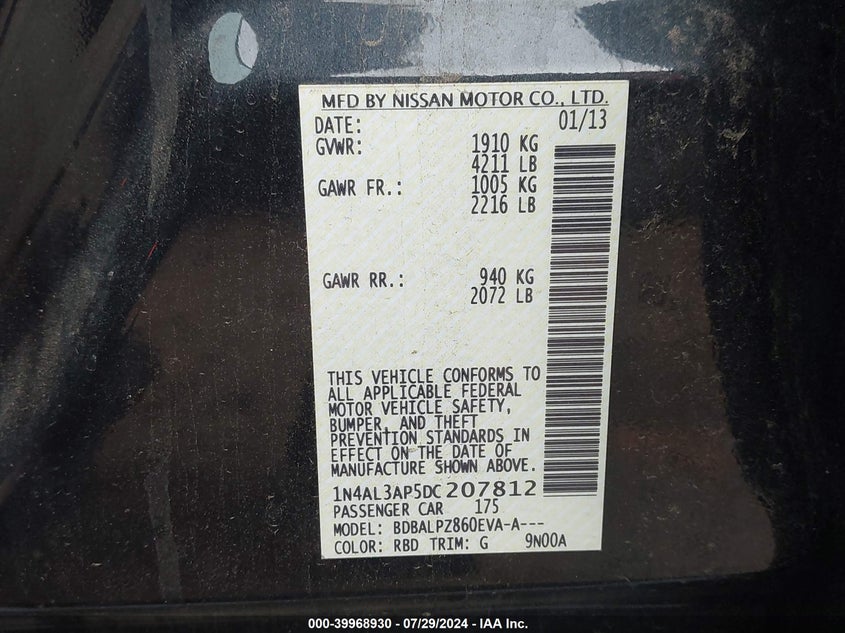 MFD BY NISSAN MOTOR CO., LTD.
DATE: 01/13
GVWR: 1910 KG
4211 LB
GAWR FR.: 1005 KG
2216 LB
GAWR RR.: 940 KG
2072 LB
THIS VEHICLE CONFORMS TO
ALL APPLICABLE FEDERAL
MOTOR VEHICLE SAFETY,
BUMPER, AND THEFT
PREVENTION STANDARDS IN
EFFECT ON THE DATE OF
MANUFACTURE SHOWN ABOVE.
1N4AL3AP5DC207812
PASSENGER CAR 175
MODEL: BDBALPZ860EVA-A---
COLOR: RBD TRIM: G 9N00A
000-39968930 - 07/29/2024 - IAA Inc.